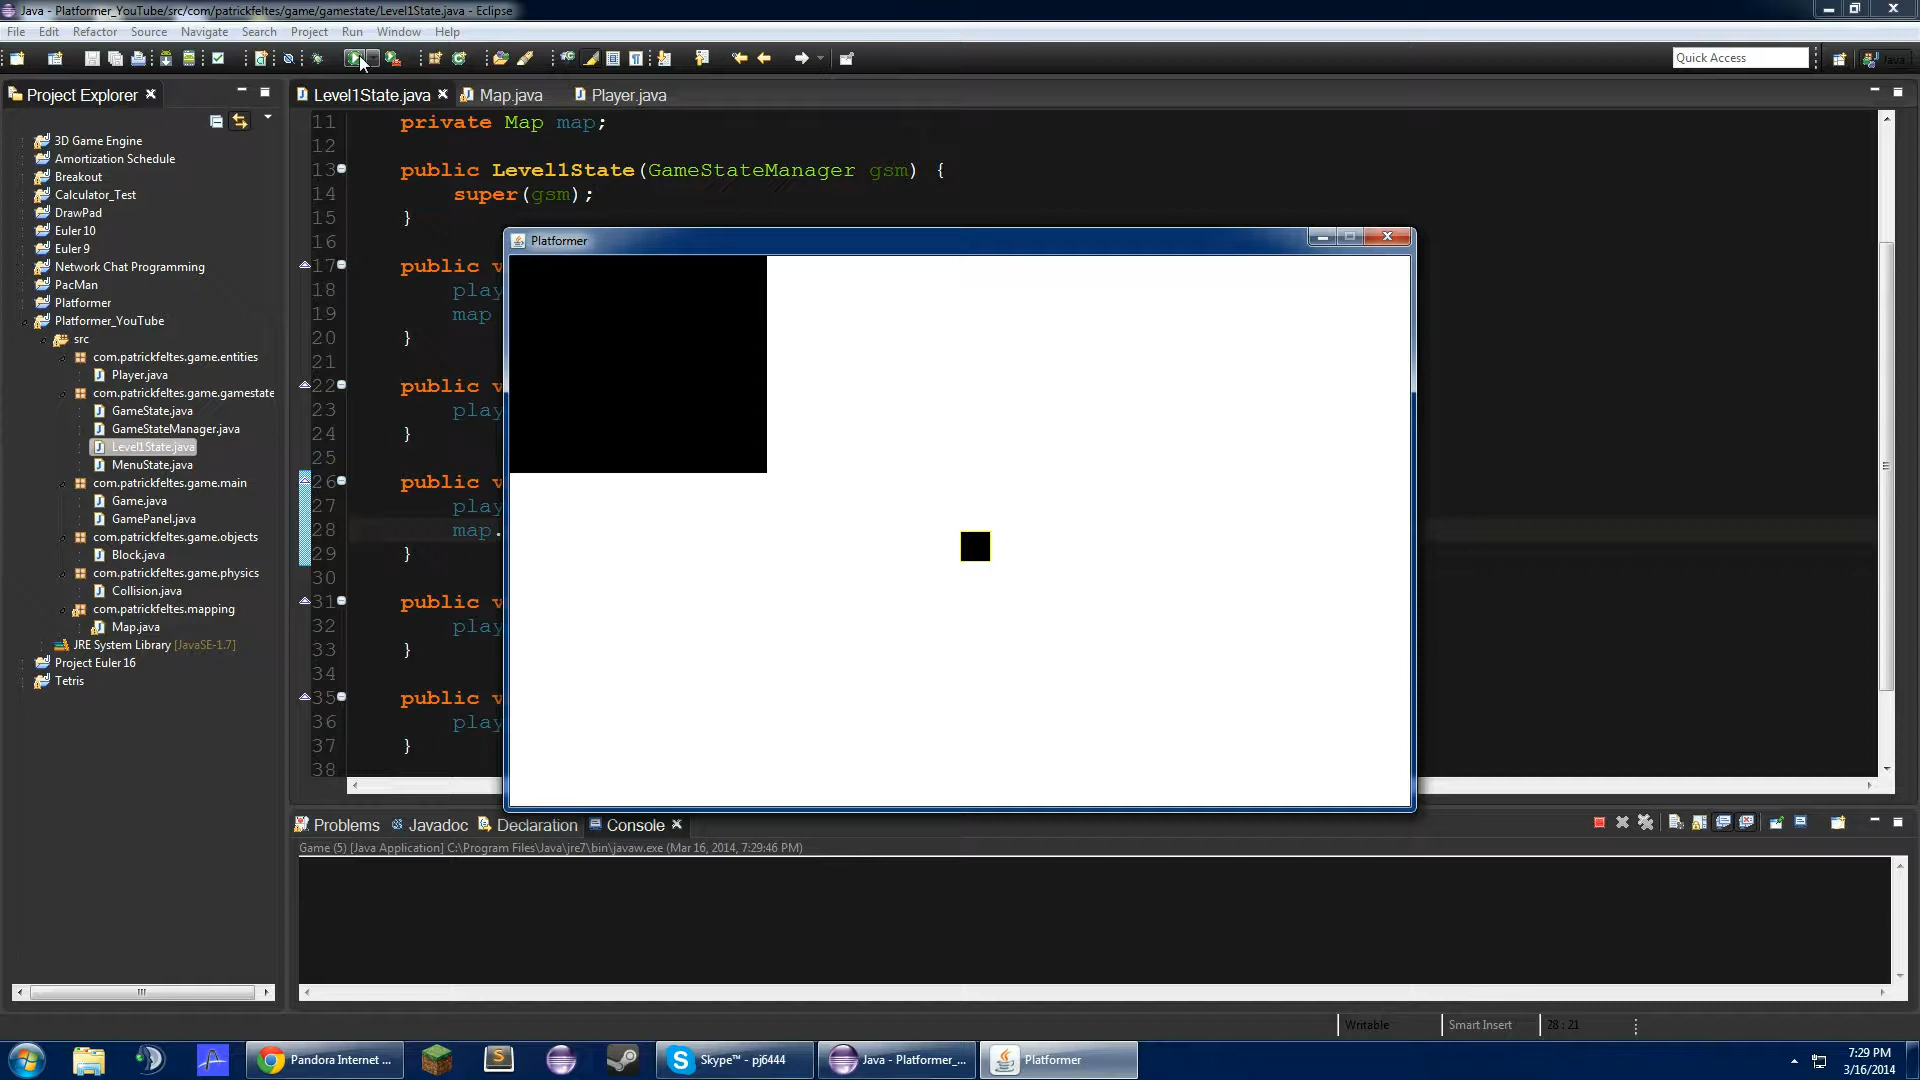 Java - Platformer_YouTube/src/com/patrickfeltes/game/gamestate/Level1State.java - Eclipse
File Edit Refactor Source Navigate Search Project Run Window Help
Quick Access
Java
Project Explorer
Level1State.java
Map.java
Player.java
3D Game Engine
Amortization Schedule
Breakout
Calculator_Test
DrawPad
Euler 10
Euler 9
Network Chat Programming
PacMan
Platformer
Platformer_YouTube
src
com.patrickfeltes.game.entities
Player.java
com.patrickfeltes.game.gamestate
GameState.java
GameStateManager.java
Level1State.java
MenuState.java
com.patrickfeltes.game.main
Game.java
GamePanel.java
com.patrickfeltes.game.objects
Block.java
com.patrickfeltes.game.physics
Collision.java
com.patrickfeltes.mapping
Map.java
JRE System Library [JavaSE-1.7]
Project Euler 16
Tetris
11 private Map map;
12
13 public Level1State(GameStateManager gsm) {
14 super(gsm);
15 }
16
17 public v
18 play
19 map
20 }
21
22 public v
23 play
24 }
25
26 public v
27 play
28 map.
29 }
30
31 public v
32 play
33 }
34
35 public v
36 play
37 }
38
Platformer
Problems Javadoc Declaration Console
Game (5) [Java Application] C:\Program Files\Java\jre7\bin\javaw.exe (Mar 16, 2014, 7:29:46 PM)
Writable Smart Insert 28 : 21
Pandora Internet ...
Skype™ - pj6444
Java - Platformer_...
Platformer
7:29 PM
3/16/2014